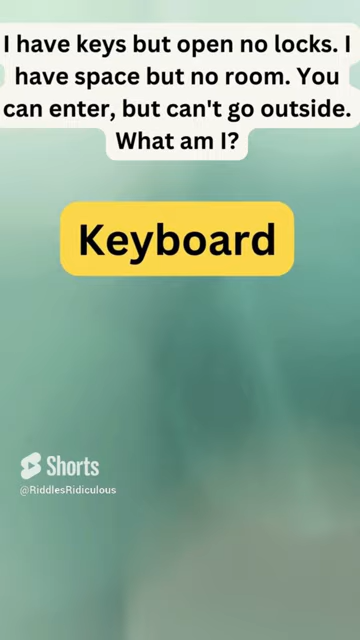 I have keys but open no locks. I
have space but no room. You
can enter, but can't go outside.
What am I?
Keyboard
Shorts
@RiddlesRidiculous